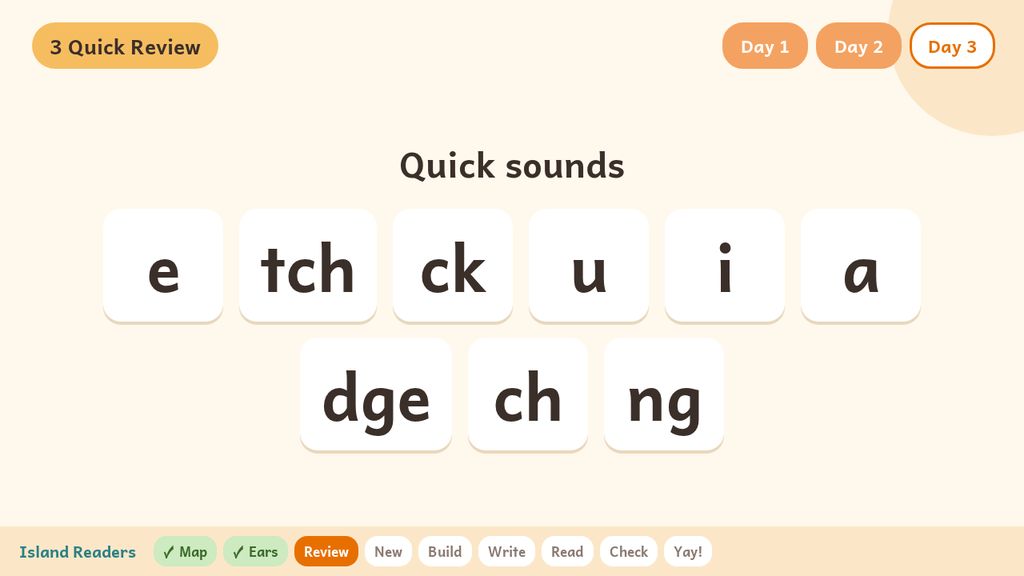 3 Quick Review
Day 1 Day 2 Day 3
Quick sounds
e tch ck u i a
dge ch ng
Island Readers ✓ Map ✓ Ears Review New Build Write Read Check Yay!